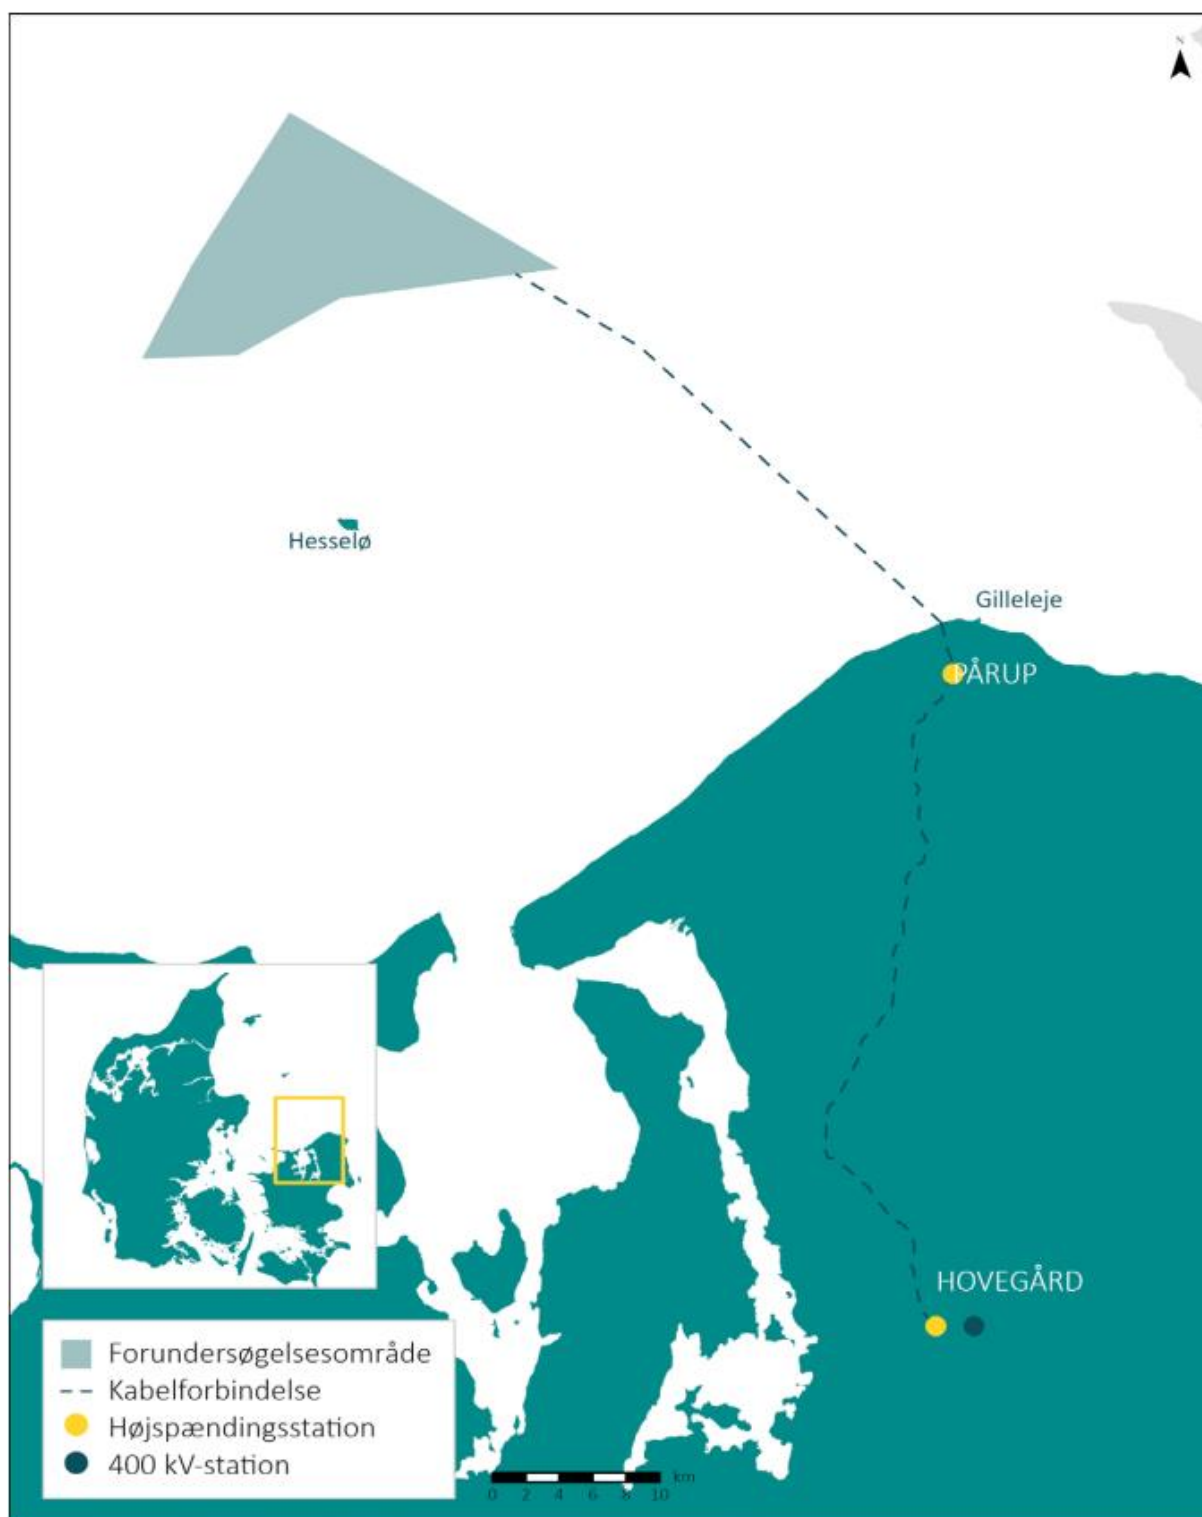 N
Hesselø
Gilleleje
PÅRUP
HOVEGÅRD
Forundersøgelsesområde
Kabelforbindelse
Højspændingsstation
400 kV-station
km
0 2 4 6 8 10